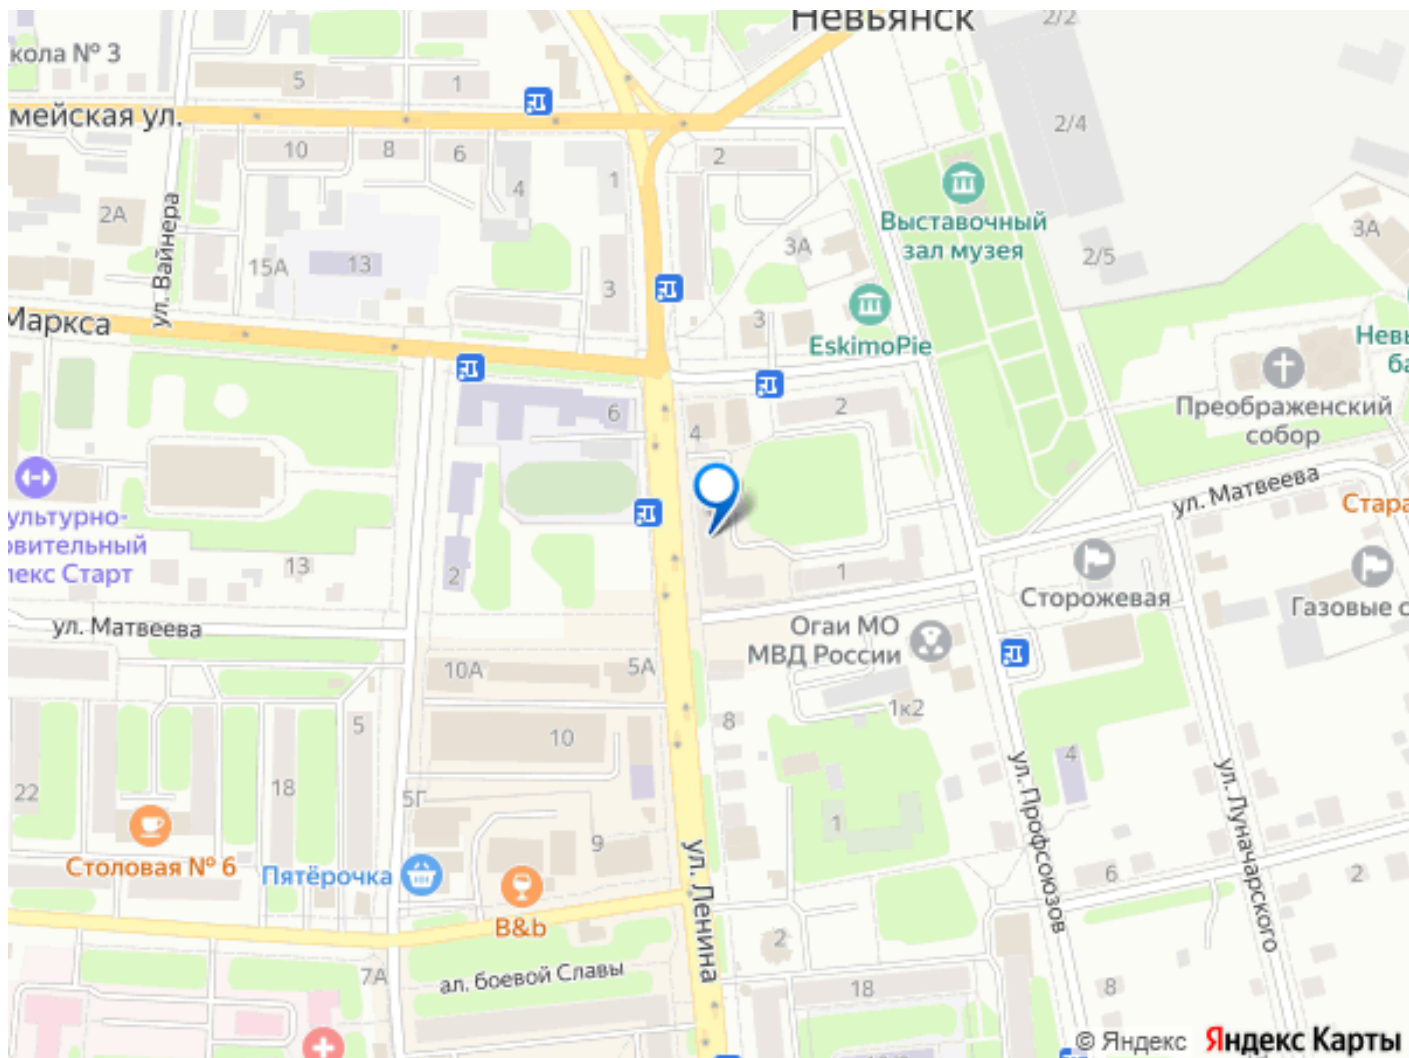 Невьянск
2/2
кола № 3
5
1
2/4
мейская ул.
10
8
6
2
4
1
Выставочный
зал музея
2А
ул. Вайнера
3А
3А
2/5
15А
13
3
3
Маркса
EskimoPie
Невь
ба
2
6
4
Преображенский
собор
ул. Матвеева
Стара
ультурно-
овительный
лекс Старт
13
2
1
Сторожевая
Газовые с
ул. Матвеева
Огаи МО
МВД России
10А
5А
1к2
8
5
10
4
22
18
5Г
ул. Профсоюзов
ул. Луначарского
1
9
Столовая № 6
Пятёрочка
ул. Ленина
6
2
B&b
2
7А
ал. боевой Славы
18
8
© Яндекс
Яндекс Карты